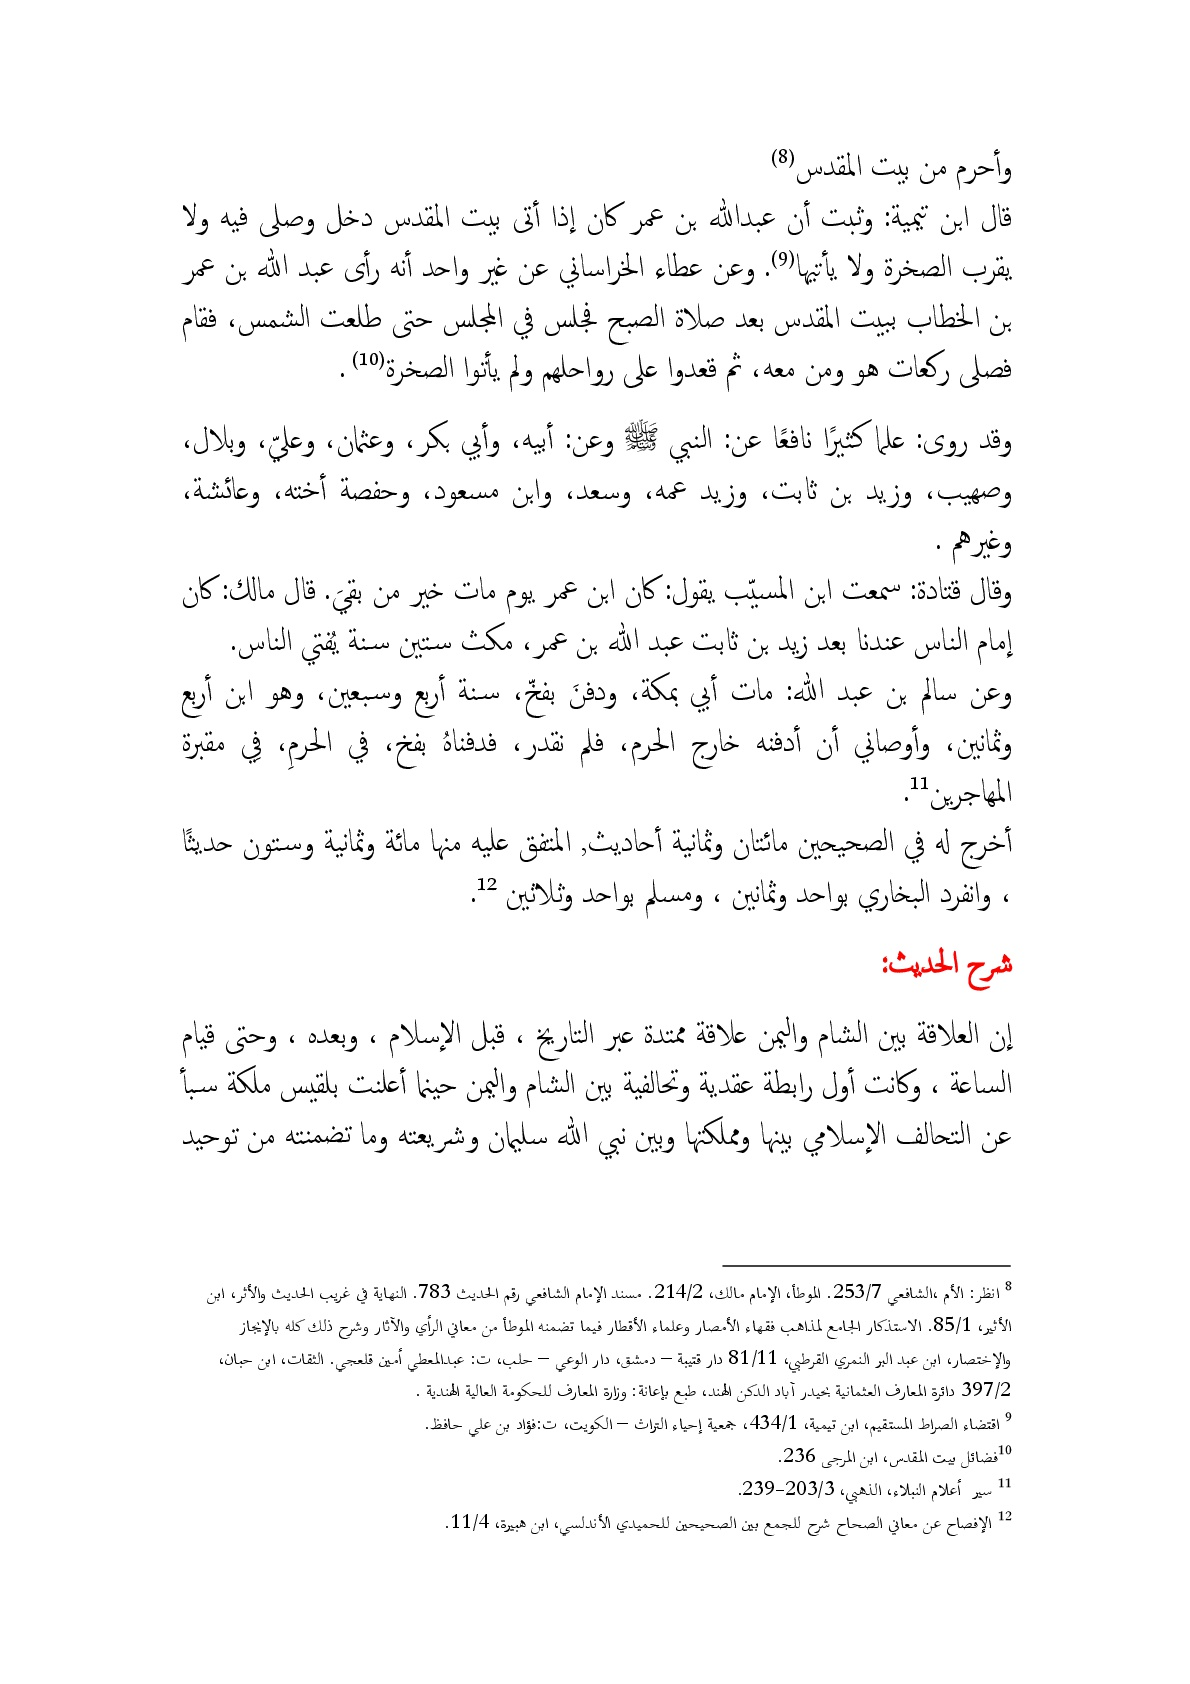 وأحرم من بيت المقدس(8)
قال ابن تيمية: وثبت أن عبدالله بن عمر كان إذا أتى بيت المقدس دخل وصلى فيه ولا
يقرب الصخرة ولا يأتيها(9). وعن عطاء الخراساني عن غير واحد أنه رأى عبد الله بن عمر
بن الخطاب ببيت المقدس بعد صلاة الصبح فجلس في المجلس حتى طلعت الشمس، فقام
فصلى ركعات هو ومن معه، ثم قعدوا على رواحلهم ولم يأتوا الصخرة(10) .
وقد روى: علما كثيرًا نافعًا عن: النبي ﷺ وعن: أبيه، وأبي بكر، وعثمان، وعليّ، وبلال،
وصهيب، وزيد بن ثابت، وزيد عمه، وسعد، وابن مسعود، وحفصة أخته، وعائشة،
وغيرهم .
وقال قتادة: سمعت ابن المسيّب يقول: كان ابن عمر يوم مات خير من بقيَ. قال مالك: كان
إمام الناس عندنا بعد زيد بن ثابت عبد الله بن عمر، مكث ستين سنة يُفتي الناس.
وعن سالم بن عبد الله: مات أبي بمكة، ودفنَ بفخّ، سنة أربع وسبعين، وهو ابن أربع
وثمانين، وأوصاني أن أدفنه خارج الحرم، فلم نقدر، فدفناهُ بفخ، في الحرمِ، فِي مقبرة
المهاجرين11.
أخرج له في الصحيحين مائتان وثمانية أحاديث, المتفق عليه منها مائة وثمانية وستون حديثًا
، وانفرد البخاري بواحد وثمانين ، ومسلم بواحد وثلاثين 12.
شرح الحديث:
إن العلاقة بين الشام واليمن علاقة ممتدة عبر التاريخ ، قبل الإسلام ، وبعده ، وحتى قيام
الساعة ، وكانت أول رابطة عقدية وتحالفية بين الشام واليمن حينما أعلنت بلقيس ملكة سبأ
عن التحالف الإسلامي بينها ومملكتها وبين نبي الله سليمان وشريعته وما تضمنته من توحيد
8 انظر: الأم ،الشافعي 253/7. الموطأ، الإمام مالك، 214/2. مسند الإمام الشافعي رقم الحديث 783. النهاية في غريب الحديث والأثر، ابن
الأثير، 85/1. الاستذكار الجامع لمذاهب فقهاء الأمصار وعلماء الأقطار فيما تضمنه الموطأ من معاني الرأي والآثار وشرح ذلك كله بالإيجاز
والإختصار، ابن عبد البر النمري القرطبي، 81/11 دار قتيبة – دمشق، دار الوعي – حلب، ت: عبدالمعطي أمين قلعجي. الثقات، ابن حبان،
397/2 دائرة المعارف العثمانية بحيدر آباد الدكن الهند، طبع بإعانة: وزارة المعارف للحكومة العالية الهندية .
9 اقتضاء الصراط المستقيم، ابن تيمية، 434/1، جمعية إحياء التراث – الكويت، ت:فؤاد بن علي حافظ.
10فضائل بيت المقدس، ابن المرجى 236.
11 سير أعلام النبلاء، الذهبي، 203/3–239.
12 الإفصاح عن معاني الصحاح شرح للجمع بين الصحيحين للحميدي الأندلسي، ابن هبيرة، 11/4.